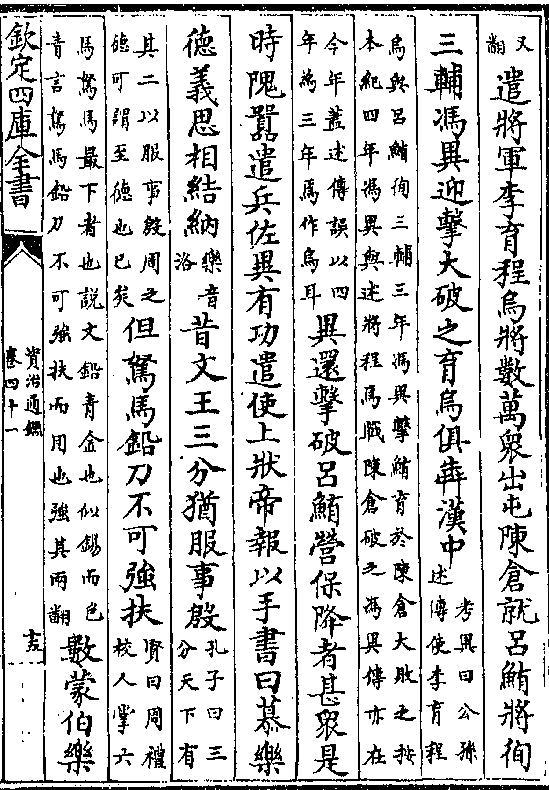 又翻遣將軍李育程烏將數萬衆出屯陳倉就呂鮪將徇
三輔馮異迎擊大破之育烏俱犇漢中考異曰公孫述傳使李育程
烏與呂鮪徇三輔三年馮異擊鮪育於陳倉大敗之按本紀四年馮異與述將程焉戰陳倉破之馮異傳亦在
今年蓋述傳誤以四年為三年焉作烏耳異還擊破呂鮪營保降者甚衆是
時隗囂遣兵佐異有功遣使上狀帝報以手書曰慕樂
德義思相結納樂音洛昔文王三分猶服事殷孔子曰三分天下有
其二以服事殷周之德可謂至德也已矣但駑馬鉛刀不可強扶賢曰周禮校人掌六
馬駑馬最下者也說文鉛青金也似錫而色青言駑馬鉛刀不可強扶而用也強其兩翻數蒙伯樂
欽定四庫全書
資治通鑑
卷四十一